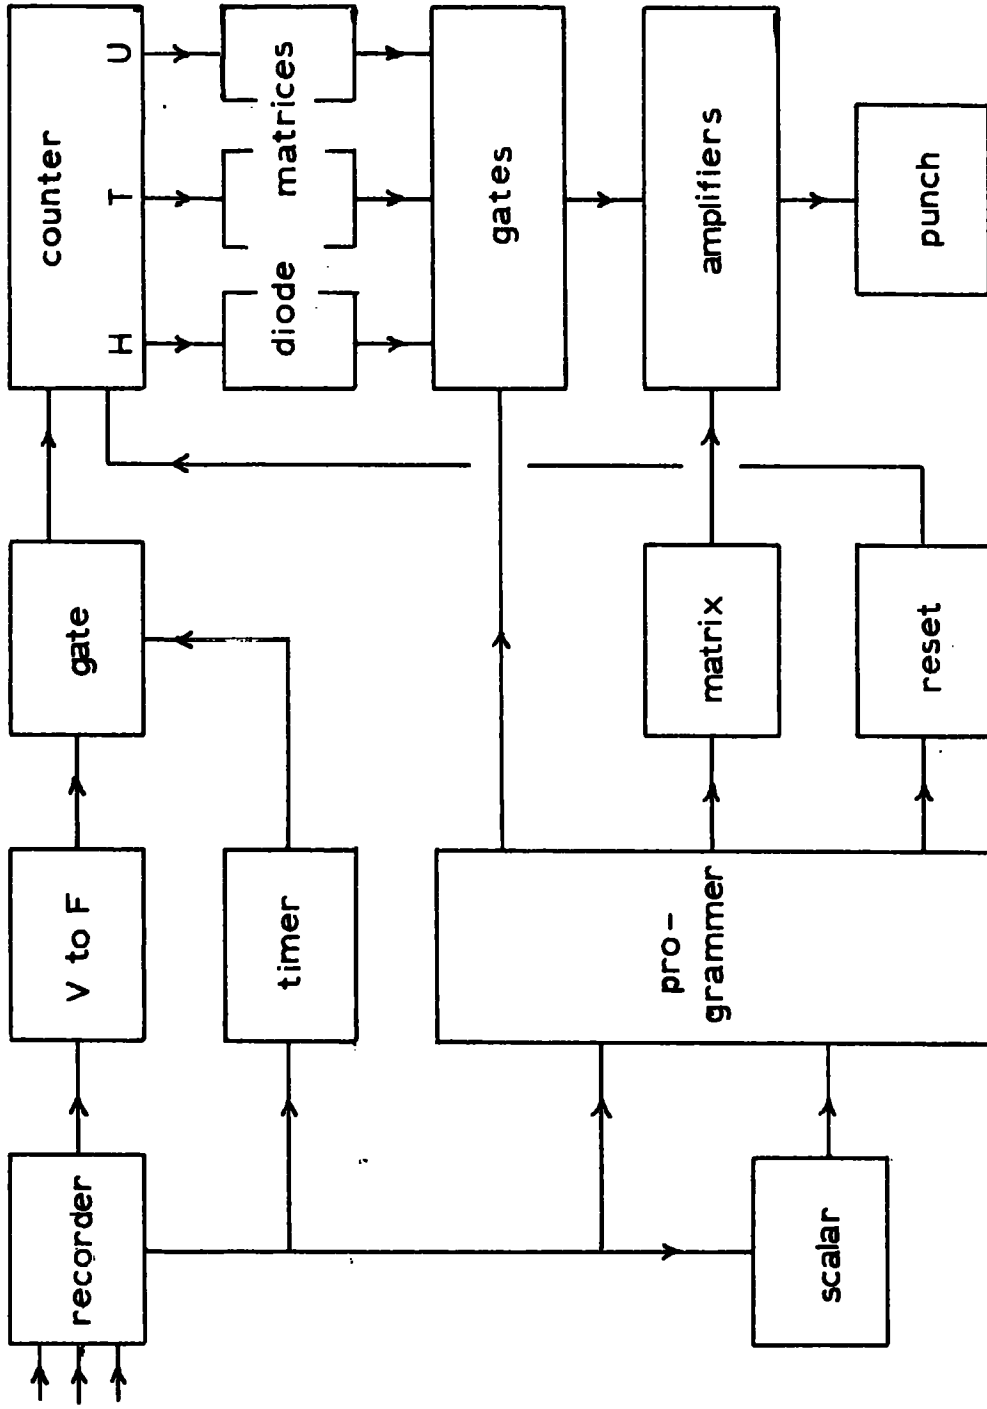 recorder
V to F
gate
counter
H T U
timer
diode matrices
pro-
grammer
gates
scalar
matrix
amplifiers
reset
punch